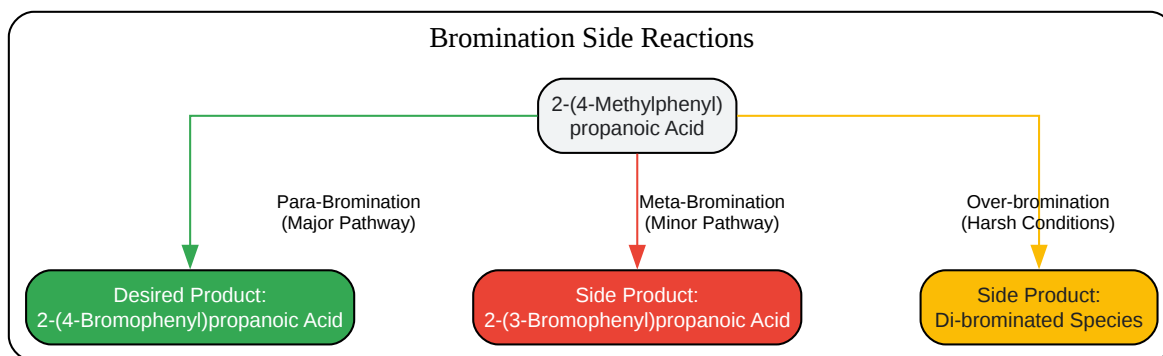 Bromination Side Reactions
2-(4-Methylphenyl)
propanoic Acid
Para-Bromination
(Major Pathway)
Meta-Bromination
(Minor Pathway)
Over-bromination
(Harsh Conditions)
Desired Product:
2-(4-Bromophenyl)propanoic Acid
Side Product:
2-(3-Bromophenyl)propanoic Acid
Side Product:
Di-brominated Species